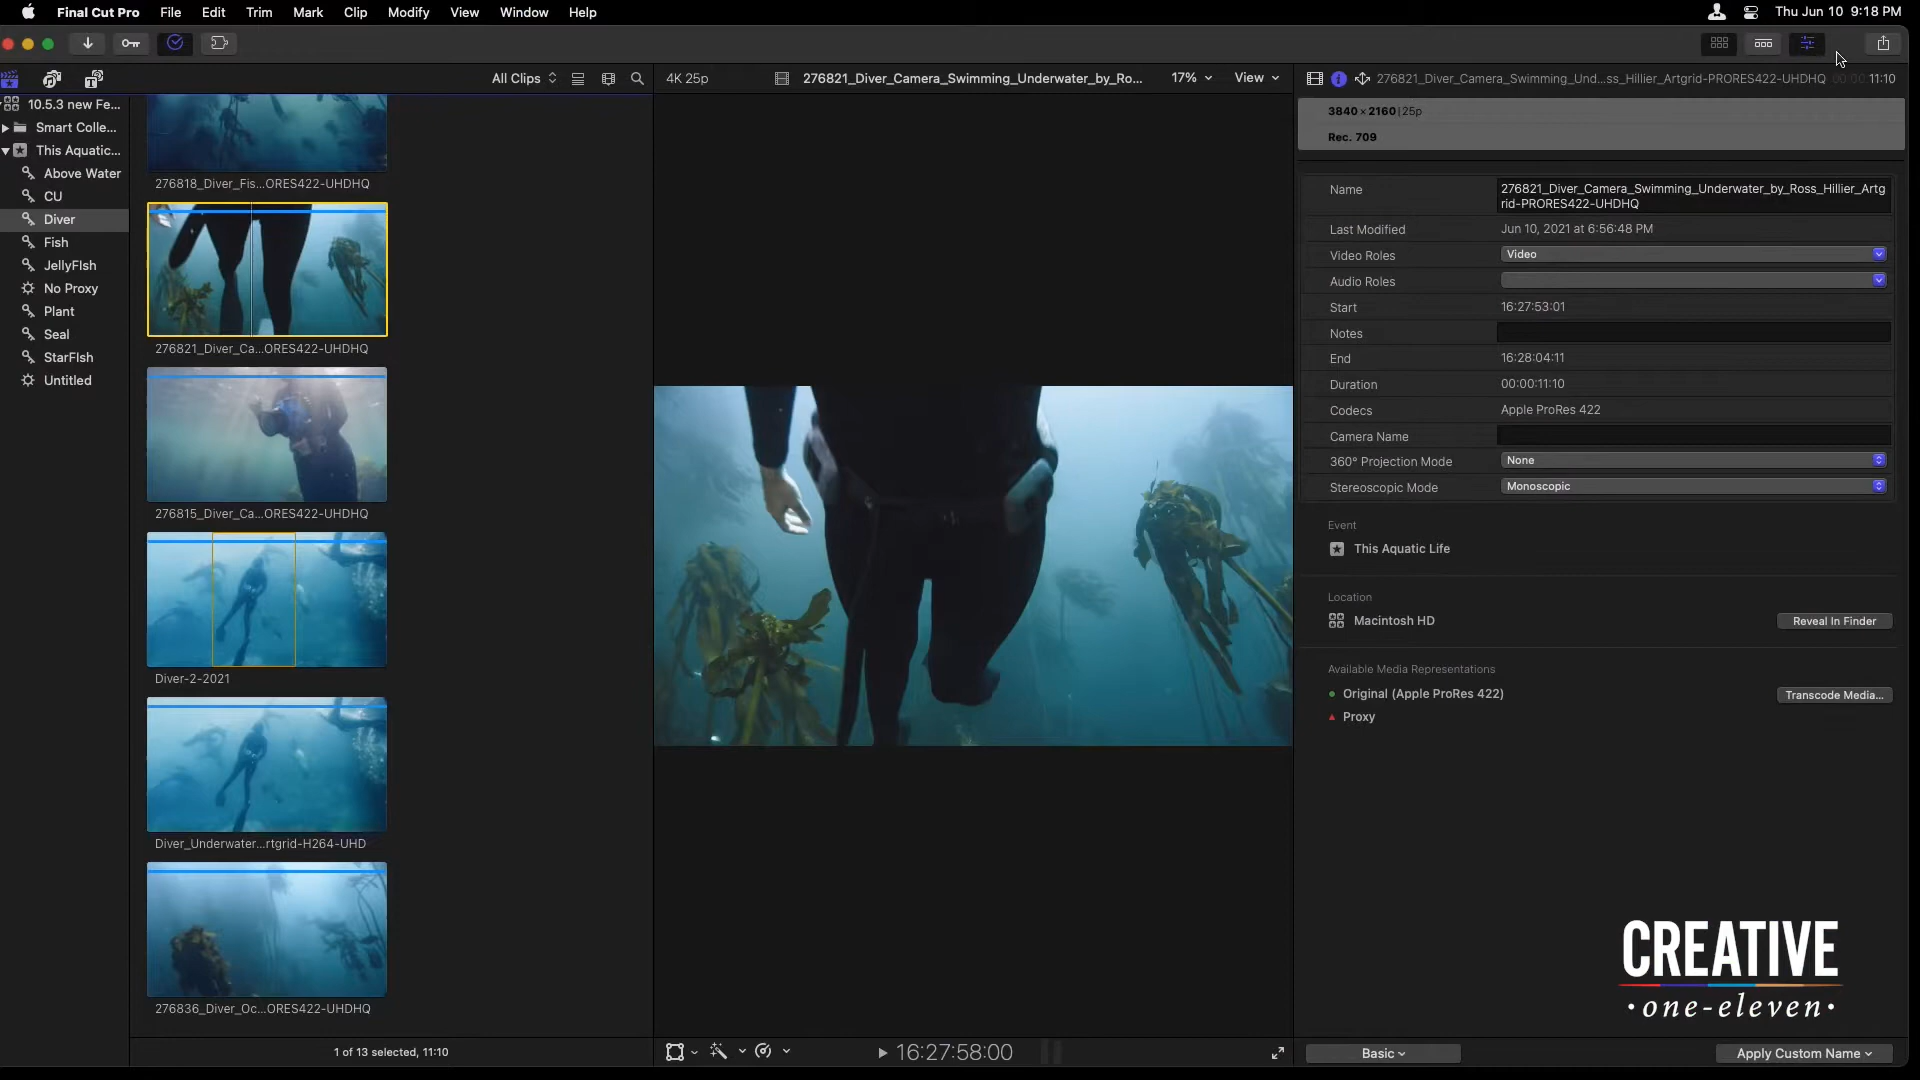 Final Cut Pro File Edit Trim Mark Clip Modify View Window Help
Thu Jun 10 9:18 PM
All Clips
4K 25p
276821_Diver_Camera_Swimming_Underwater_by_Ro...
17%
View
276821_Diver_Camera_Swimming_Und...ss_Hillier_Artgrid-PRORES422-UHDHQ
11:10
10.5.3 new Fe...
Smart Colle...
This Aquatic...
Above Water
CU
Diver
Fish
JellyFIsh
No Proxy
Plant
Seal
StarFIsh
Untitled
276818_Diver_Fis...ORES422-UHDHQ
276821_Diver_Ca...ORES422-UHDHQ
276815_Diver_Ca...ORES422-UHDHQ
Diver-2-2021
Diver_Underwater...rtgrid-H264-UHD
276836_Diver_Oc...ORES422-UHDHQ
1 of 13 selected, 11:10
16:27:58:00
3840 × 2160 | 25p
Rec. 709
Name
276821_Diver_Camera_Swimming_Underwater_by_Ross_Hillier_Artg
rid-PRORES422-UHDHQ
Last Modified
Jun 10, 2021 at 6:56:48 PM
Video Roles
Video
Audio Roles
Start
16:27:53:01
Notes
End
16:28:04:11
Duration
00:00:11:10
Codecs
Apple ProRes 422
Camera Name
360° Projection Mode
None
Stereoscopic Mode
Monoscopic
Event
This Aquatic Life
Location
Macintosh HD
Reveal In Finder
Available Media Representations
Original (Apple ProRes 422)
Transcode Media...
Proxy
CREATIVE
•one-eleven•
Basic
Apply Custom Name